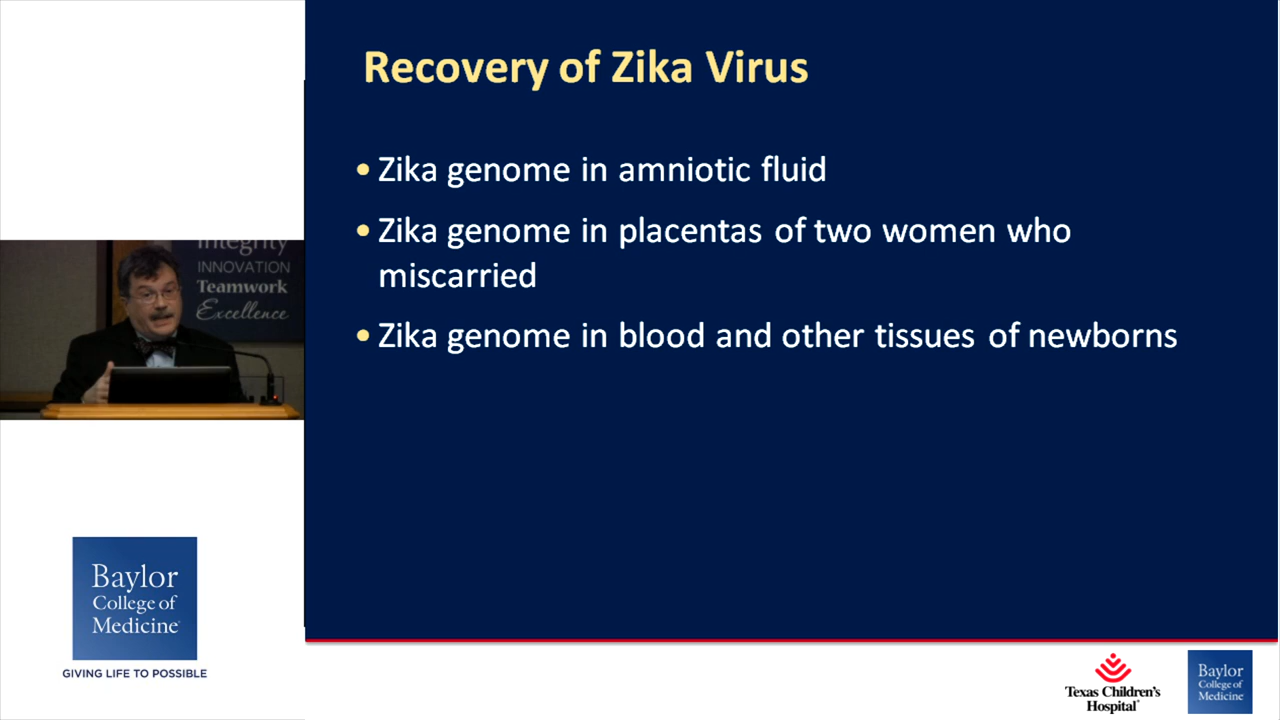 Recovery of Zika Virus
• Zika genome in amniotic fluid
• Zika genome in placentas of two women who
miscarried
• Zika genome in blood and other tissues of newborns
Integrity
INNOVATION
Teamwork
Excellence
Baylor
College of
Medicine
GIVING LIFE TO POSSIBLE
Texas Children's
Hospital
Baylor
College of
Medicine